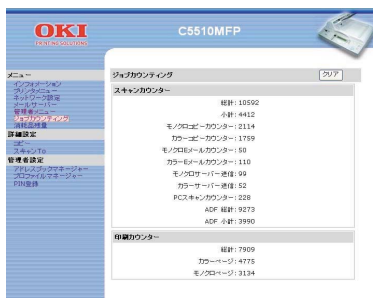 OKI
PRINTING SOLUTIONS
C5510MFP
メニュー
インフォメーション
プリンタメニュー
ネットワーク設定
メールサーバー
管理者メニュー
ジョブカウンティング
消耗品残量
詳細設定
コピー
スキャンTo
管理者設定
アドレスブックマネージャー
プロファイルマネージャー
PIN登録
ジョブカウンティング
クリア
スキャンカウンター
総計: 10592
小計: 4412
モノクロコピーカウンター: 2114
カラーコピーカウンター: 1759
モノクロEメールカウンター: 50
カラーEメールカウンター: 110
モノクロサーバー送信: 99
カラーサーバー送信: 52
PCスキャンカウンター: 228
ADF 総計: 9273
ADF 小計: 3990
印刷カウンター
総計: 7909
カラーページ: 4775
モノクロページ: 3134